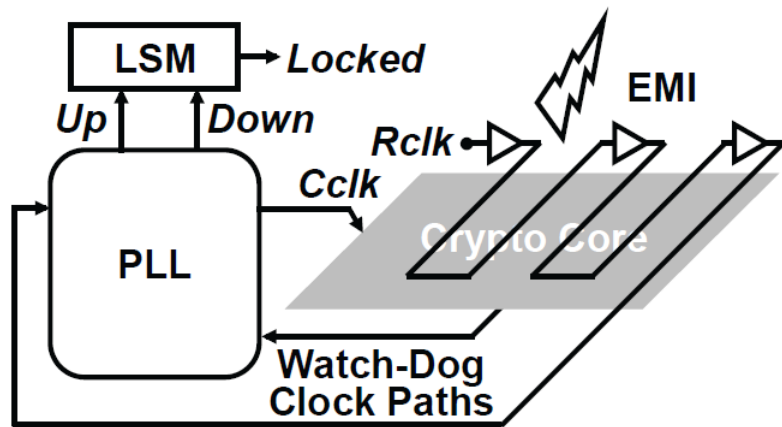 LSM
Locked
EMI
Up
Down
Rclk
Cclk
Crypto Core
PLL
Watch-Dog
Clock Paths